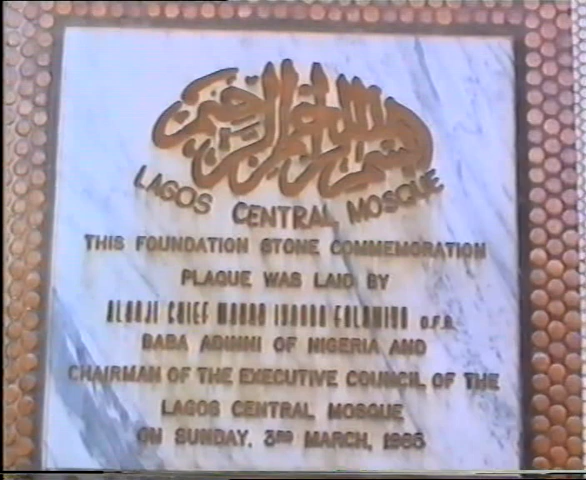 بسم الله الرحمن الرحيم
LAGOS CENTRAL MOSQUE
THIS FOUNDATION STONE COMMEMORATION
PLAQUE WAS LAID BY
ALHAJI CHIEF O.F.R.
BABA ADINNI OF NIGERIA AND
CHAIRMAN OF THE EXECUTIVE COUNCIL OF THE
LAGOS CENTRAL MOSQUE
ON SUNDAY, 3RD MARCH,